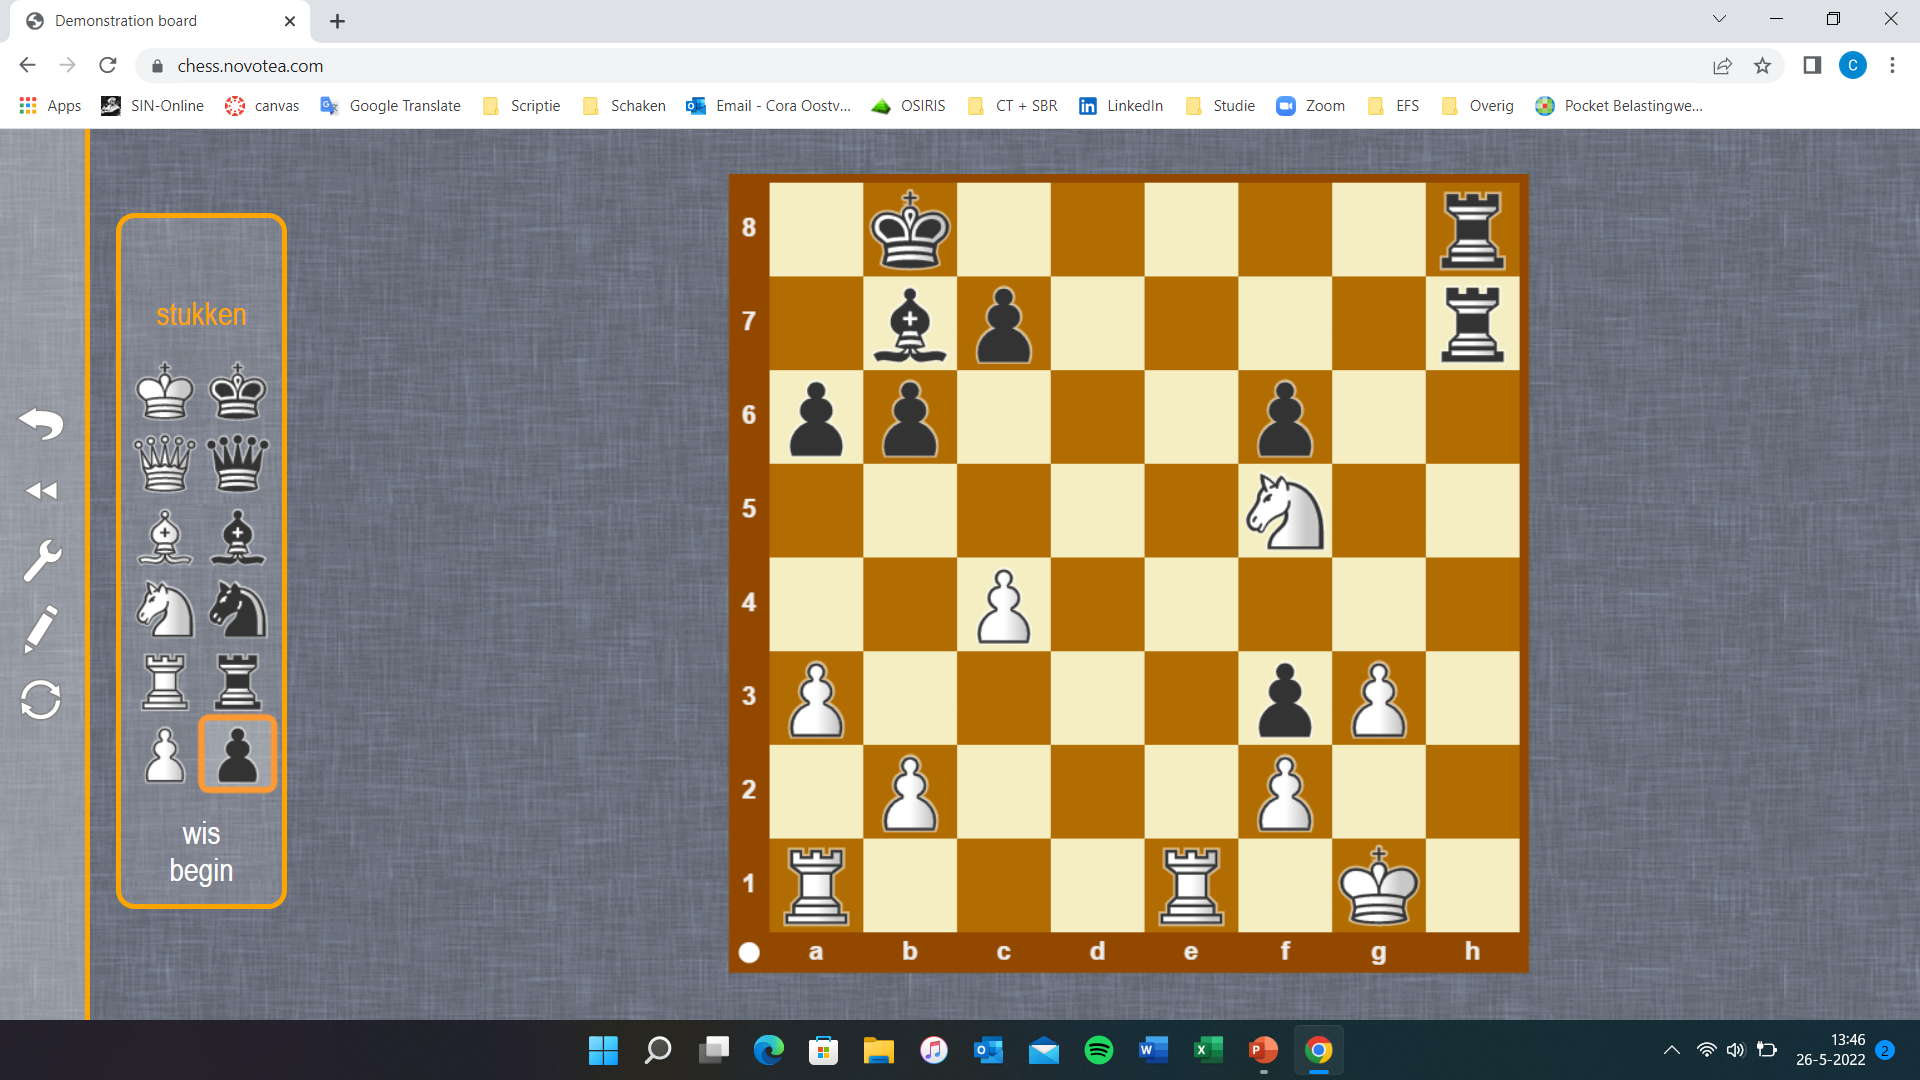 Demonstration board
chess.novotea.com
C
Apps SIN-Online canvas Google Translate Scriptie Schaken Email - Cora Oostv... OSIRIS CT + SBR LinkedIn Studie Zoom EFS Overig Pocket Belastingwe...
stukken
wis
begin
8
7
6
5
4
3
2
1
a b c d e f g h
13:46
26-5-2022
2